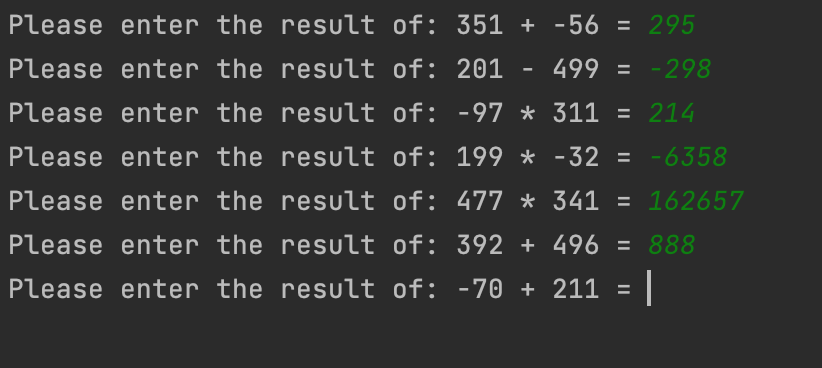 Please enter the result of: 351 + -56 = 295
Please enter the result of: 201 - 499 = -298
Please enter the result of: -97 * 311 = 214
Please enter the result of: 199 * -32 = -6358
Please enter the result of: 477 * 341 = 162657
Please enter the result of: 392 + 496 = 888
Please enter the result of: -70 + 211 =